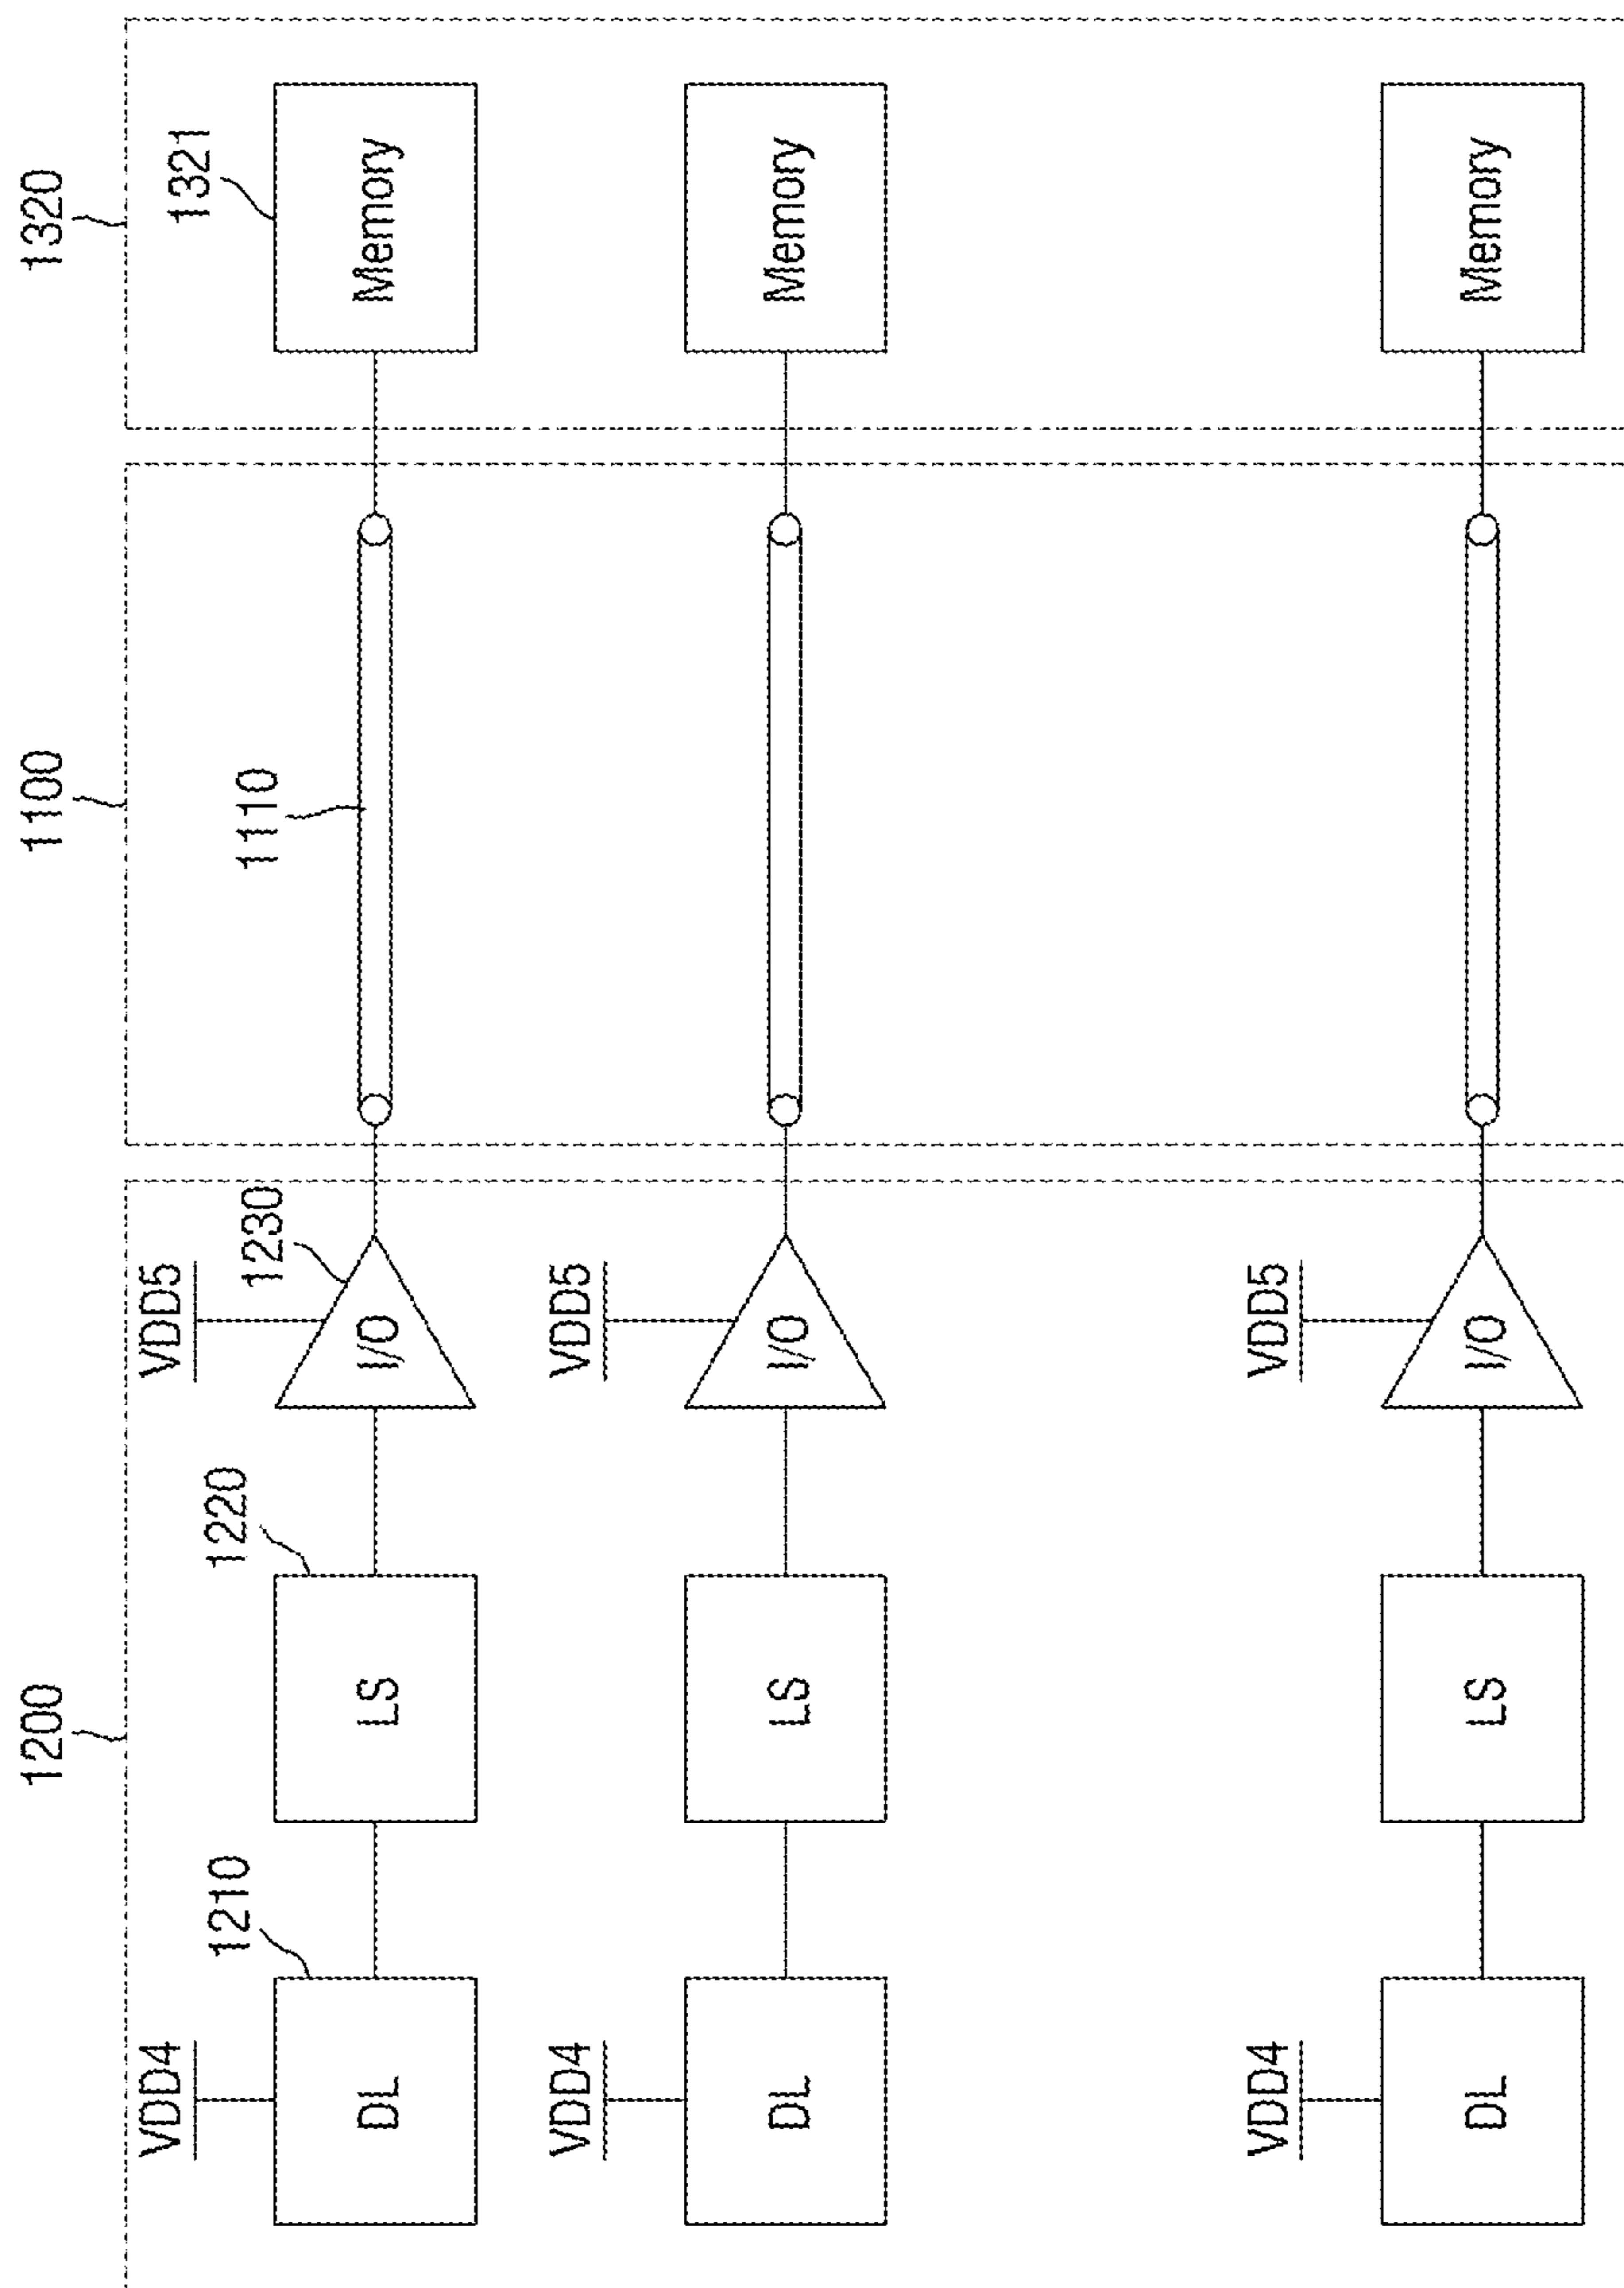 1200
1100
1320
VDD4
1210
1220
VDD5
1230
1110
1321
DL
LS
I/O
Memory
VDD4
VDD5
DL
LS
I/O
Memory
VDD4
VDD5
DL
LS
I/O
Memory